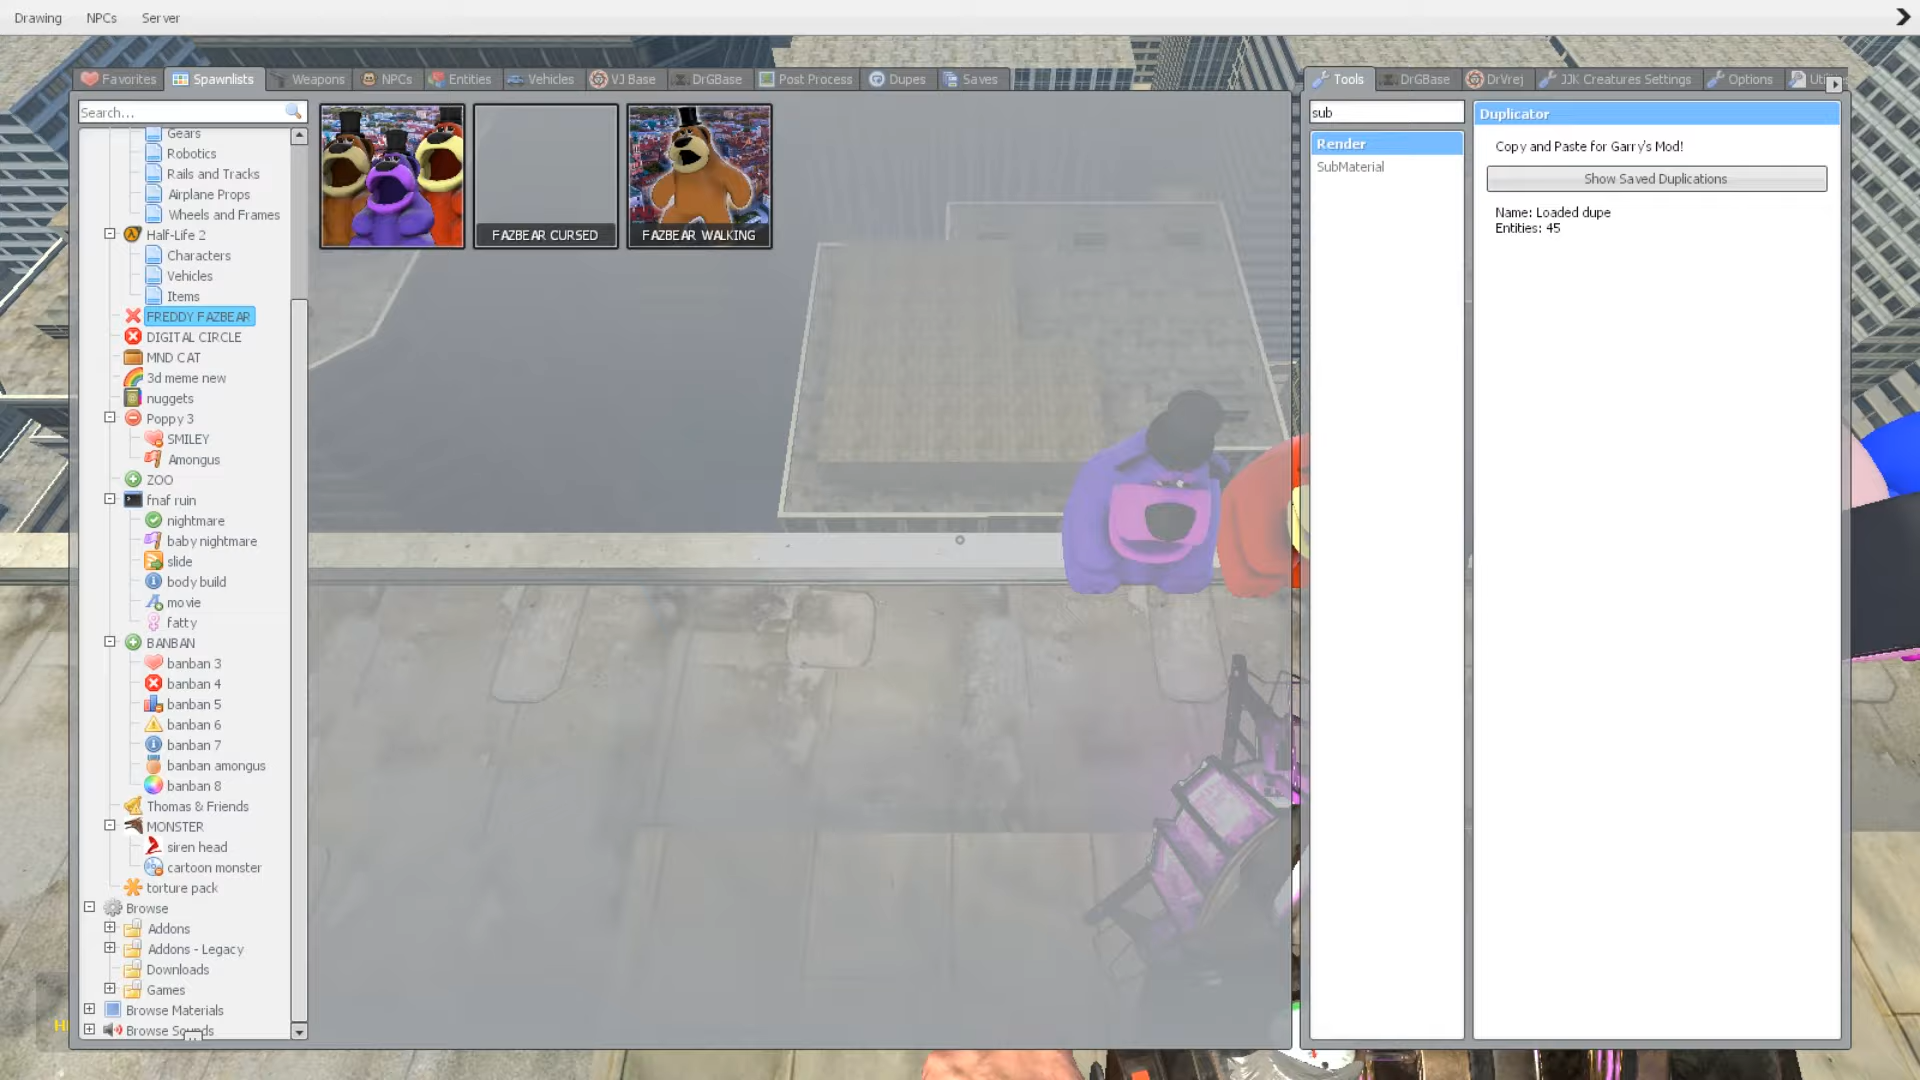 Drawing NPCs Server
Favorites Spawnlists Weapons NPCs Entities Vehicles VJ Base DrGBase Post Process Dupes Saves
Tools DrGBase DrVrej JJK Creatures Settings Options
Search...
sub
Duplicator
Gears
Robotics
Rails and Tracks
Airplane Props
Wheels and Frames
Half-Life 2
Characters
Vehicles
Items
FREDDY FAZBEAR
DIGITAL CIRCLE
MND CAT
3d meme new
nuggets
Poppy 3
SMILEY
Amongus
ZOO
fnaf ruin
nightmare
baby nightmare
slide
body build
movie
fatty
BANBAN
banban 3
banban 4
banban 5
banban 6
banban 7
banban amongus
banban 8
Thomas & Friends
MONSTER
siren head
cartoon monster
torture pack
Browse
Addons
Addons - Legacy
Downloads
Games
Browse Materials
Browse Sounds
FAZBEAR CURSED
FAZBEAR WALKING
Render
SubMaterial
Copy and Paste for Garry's Mod!
Show Saved Duplications
Name: Loaded dupe
Entities: 45